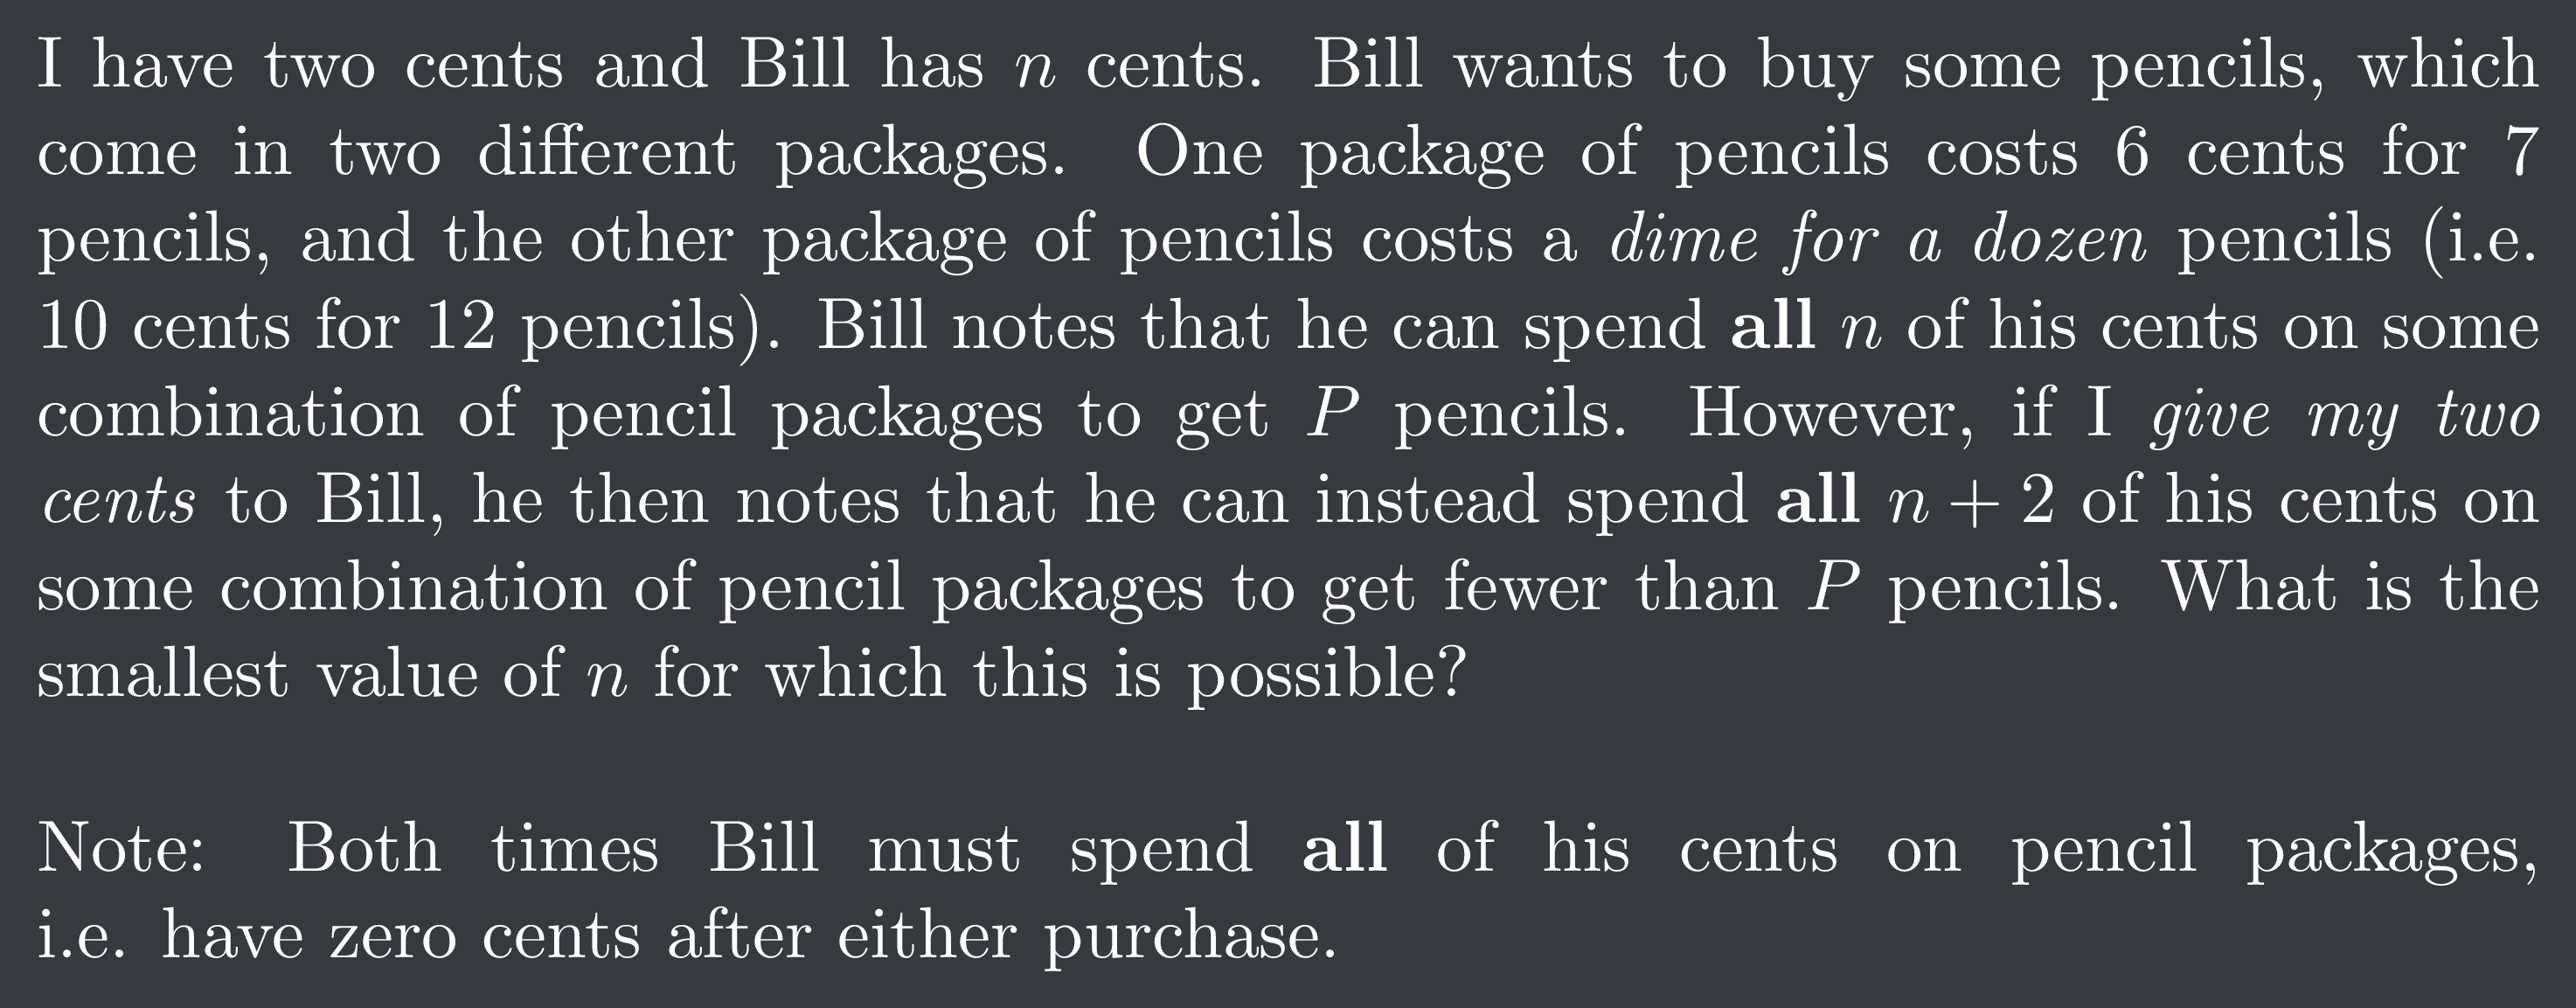 I have two cents and Bill has n cents. Bill wants to buy some pencils, which
come in two different packages. One package of pencils costs 6 cents for 7
pencils, and the other package of pencils costs a dime for a dozen pencils (i.e.
10 cents for 12 pencils). Bill notes that he can spend all n of his cents on some
combination of pencil packages to get P pencils. However, if I give my two
cents to Bill, he then notes that he can instead spend all n + 2 of his cents on
some combination of pencil packages to get fewer than P pencils. What is the
smallest value of n for which this is possible?
Note: Both times Bill must spend all of his cents on pencil packages,
i.e. have zero cents after either purchase.